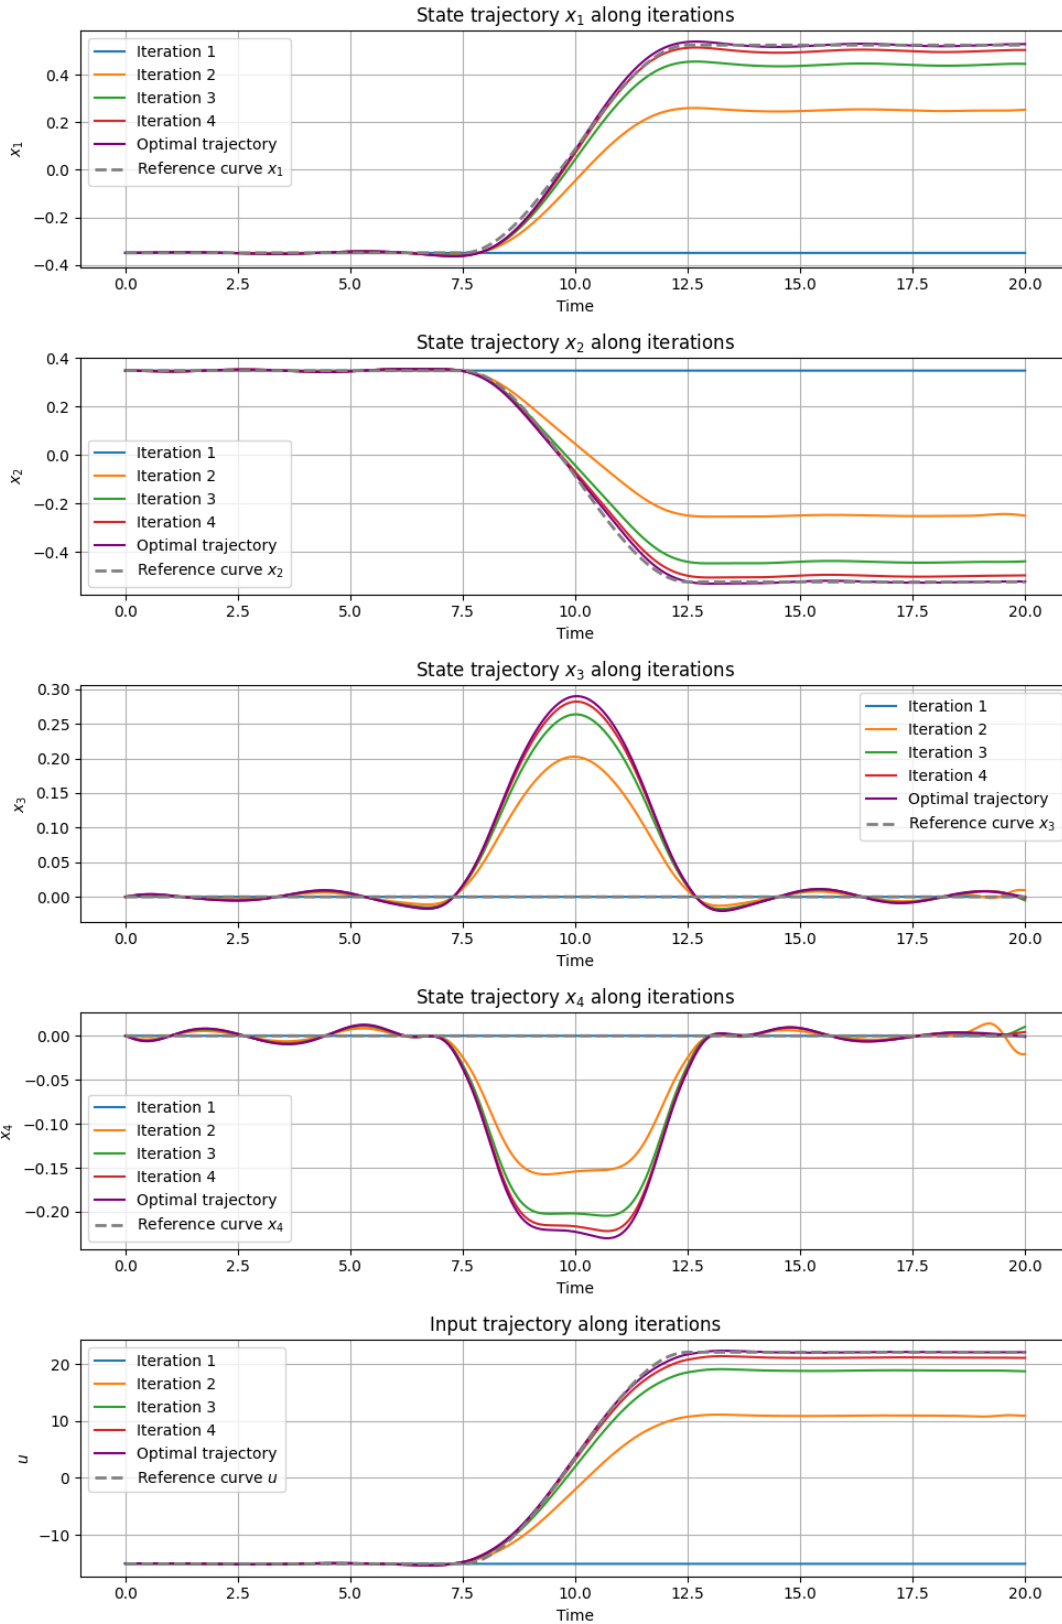 State trajectory x₁ along iterations
x₁
0.4
0.2
0.0
−0.2
−0.4
Iteration 1
Iteration 2
Iteration 3
Iteration 4
Optimal trajectory
Reference curve x₁
0.0 2.5 5.0 7.5 10.0 12.5 15.0 17.5 20.0
Time
State trajectory x₂ along iterations
x₂
0.4
0.2
0.0
−0.2
−0.4
Iteration 1
Iteration 2
Iteration 3
Iteration 4
Optimal trajectory
Reference curve x₂
0.0 2.5 5.0 7.5 10.0 12.5 15.0 17.5 20.0
Time
State trajectory x₃ along iterations
x₃
0.30
0.25
0.20
0.15
0.10
0.05
0.00
Iteration 1
Iteration 2
Iteration 3
Iteration 4
Optimal trajectory
Reference curve x₃
0.0 2.5 5.0 7.5 10.0 12.5 15.0 17.5 20.0
Time
State trajectory x₄ along iterations
x₄
0.00
−0.05
−0.10
−0.15
−0.20
Iteration 1
Iteration 2
Iteration 3
Iteration 4
Optimal trajectory
Reference curve x₄
0.0 2.5 5.0 7.5 10.0 12.5 15.0 17.5 20.0
Time
Input trajectory along iterations
u
20
10
0
−10
Iteration 1
Iteration 2
Iteration 3
Iteration 4
Optimal trajectory
Reference curve u
0.0 2.5 5.0 7.5 10.0 12.5 15.0 17.5 20.0
Time